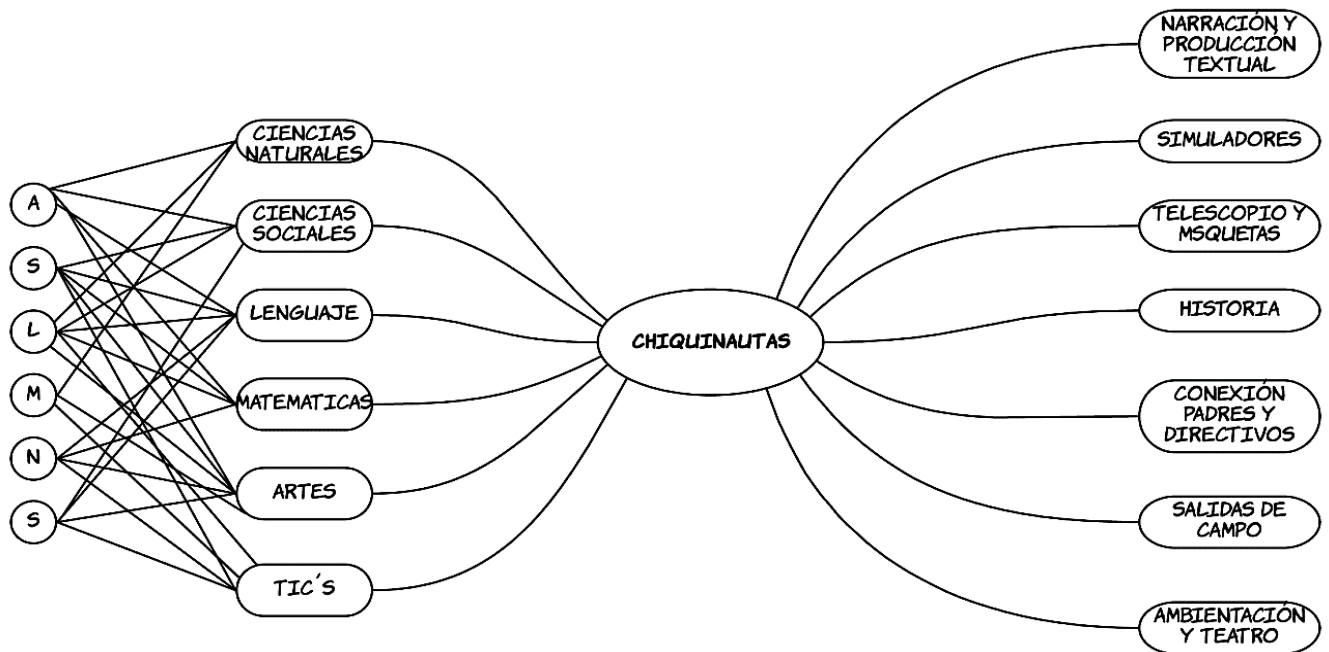 A
S
L
M
N
S
CIENCIAS
NATURALES
CIENCIAS
SOCIALES
LENGUAJE
MATEMATICAS
ARTES
TIC´S
CHIQUINAUTAS
NARRACIÓN Y
PRODUCCIÓN
TEXTUAL
SIMULADORES
TELESCOPIO Y
MSQUETAS
HISTORIA
CONEXIÓN
PADRES Y
DIRECTIVOS
SALIDAS DE
CAMPO
AMBIENTACIÓN
Y TEATRO